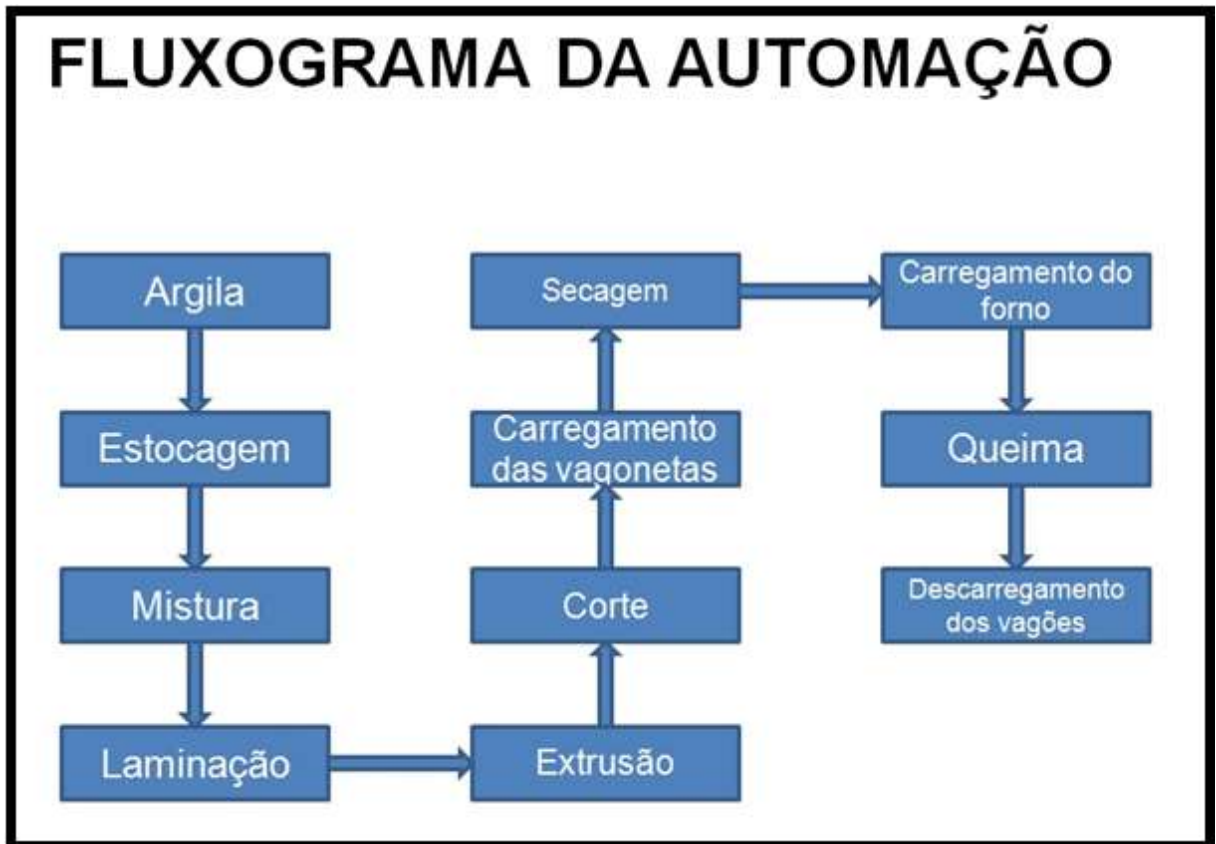 FLUXOGRAMA DA AUTOMAÇÃO
Argila
Estocagem
Mistura
Laminação
Extrusão
Corte
Carregamento
das vagonetas
Secagem
Carregamento do
forno
Queima
Descarregamento
dos vagões